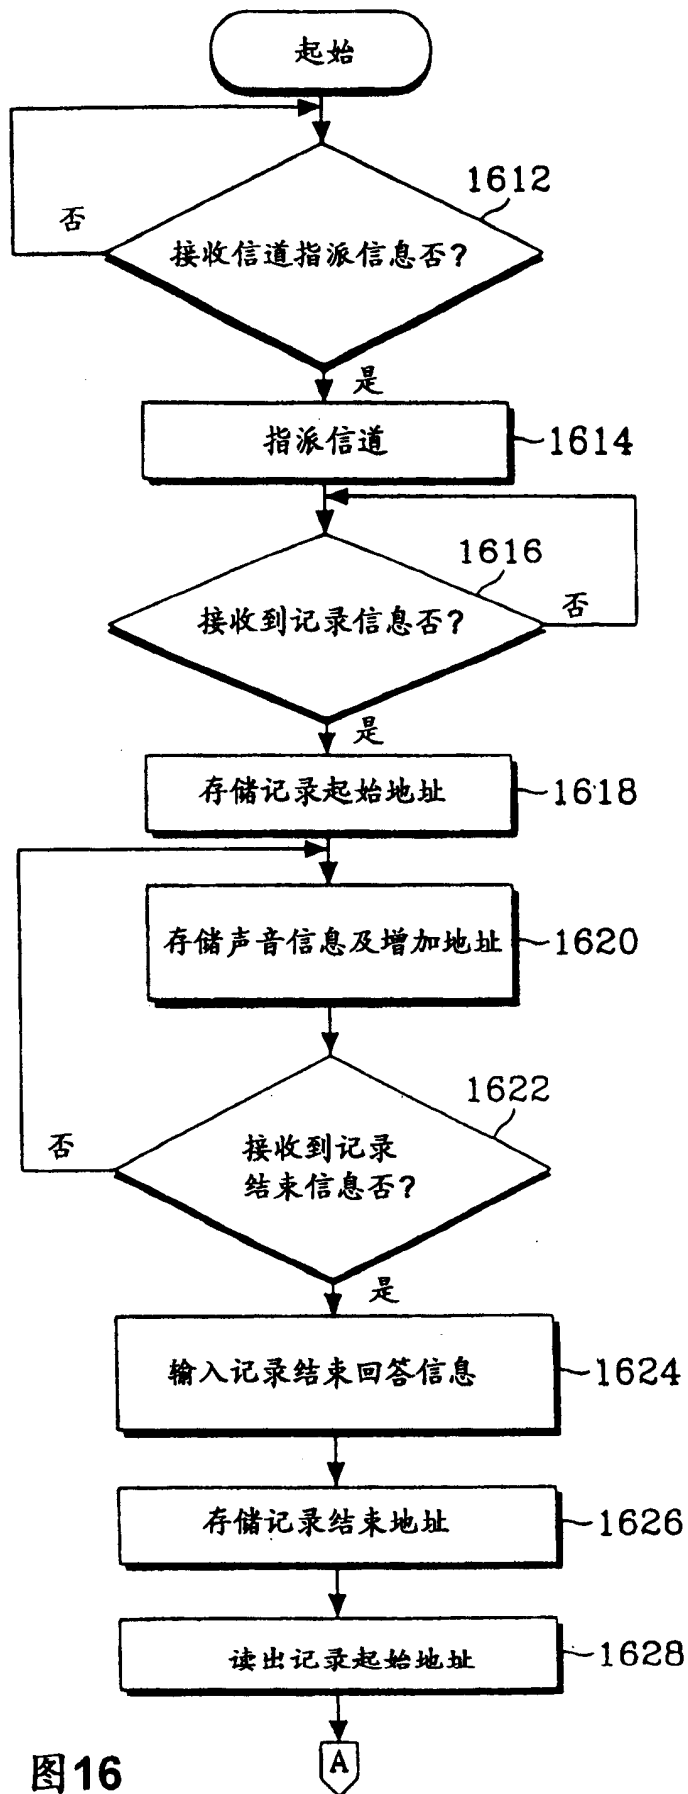 起始
1612
否
接收信道指派信息否?
是
指派信道
1614
1616
接收到记录信息否?
否
是
存储记录起始地址
1618
存储声音信息及增加地址
1620
1622
否
接收到记录
结束信息否?
是
输入记录结束回答信息
1624
存储记录结束地址
1626
读出记录起始地址
1628
A
图16